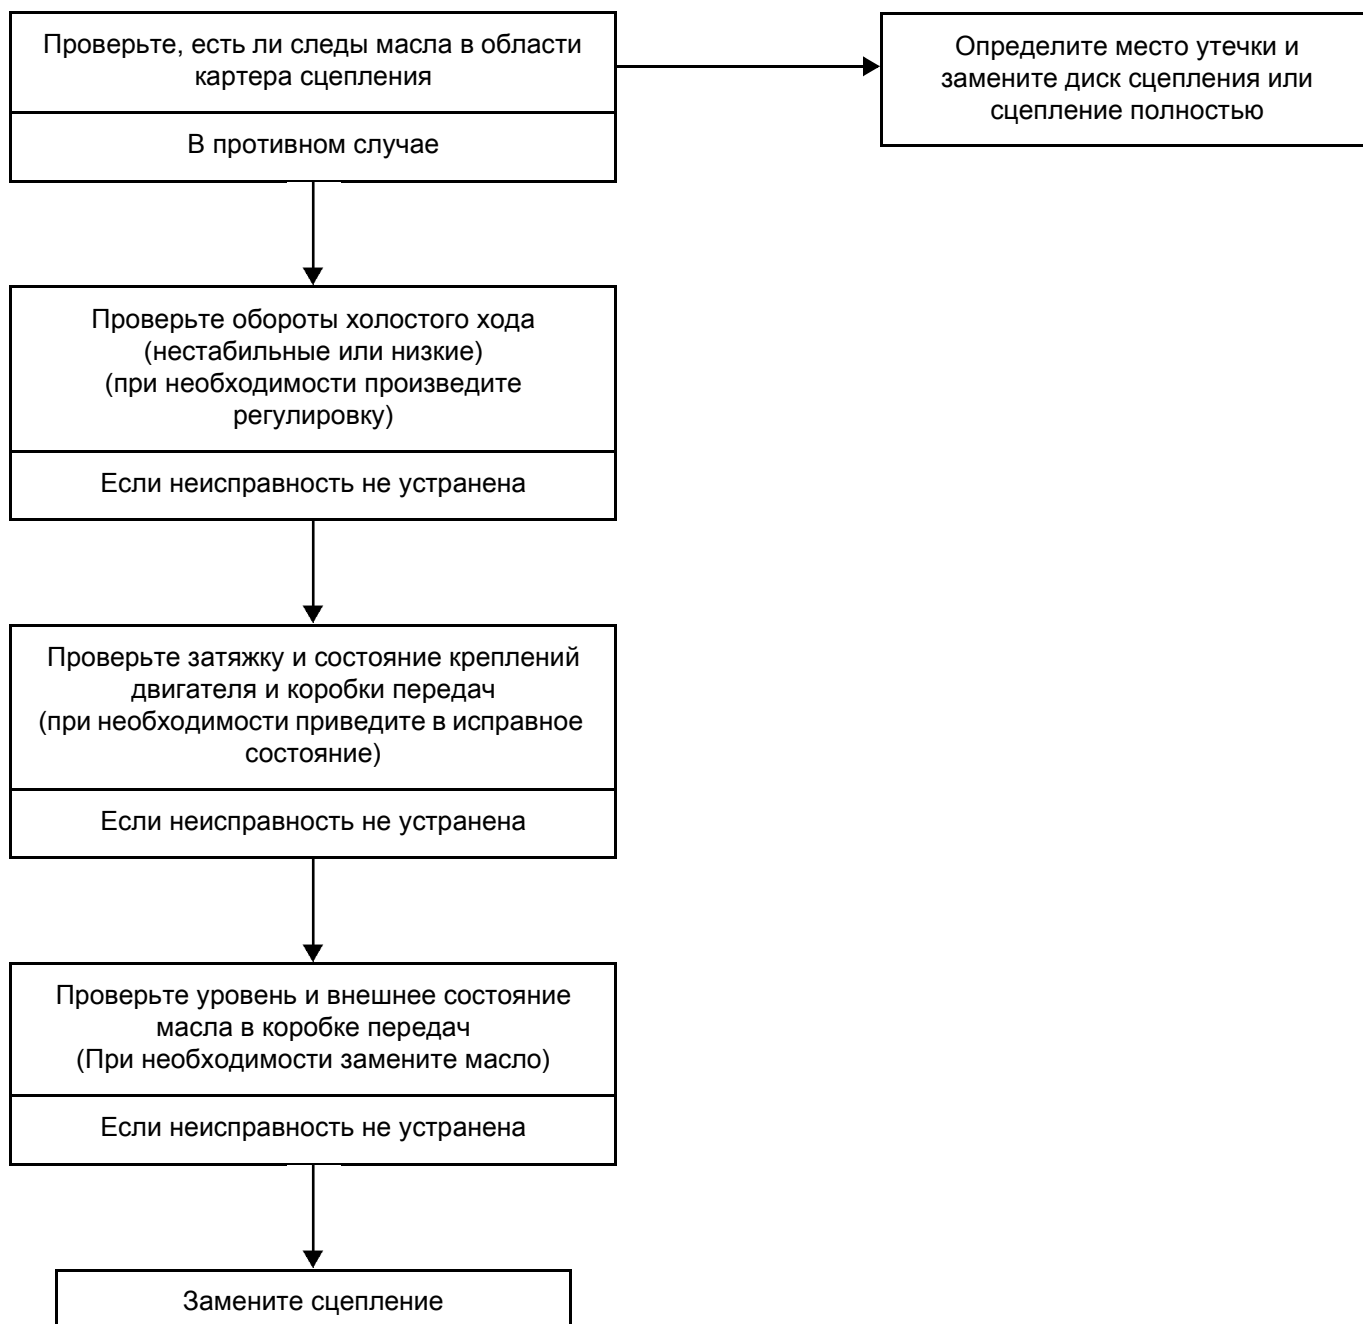 Проверьте, есть ли следы масла в области
картера сцепления
В противном случае
Определите место утечки и
замените диск сцепления или
сцепление полностью
Проверьте обороты холостого хода
(нестабильные или низкие)
(при необходимости произведите
регулировку)
Если неисправность не устранена
Проверьте затяжку и состояние креплений
двигателя и коробки передач
(при необходимости приведите в исправное
состояние)
Если неисправность не устранена
Проверьте уровень и внешнее состояние
масла в коробке передач
(При необходимости замените масло)
Если неисправность не устранена
Замените сцепление